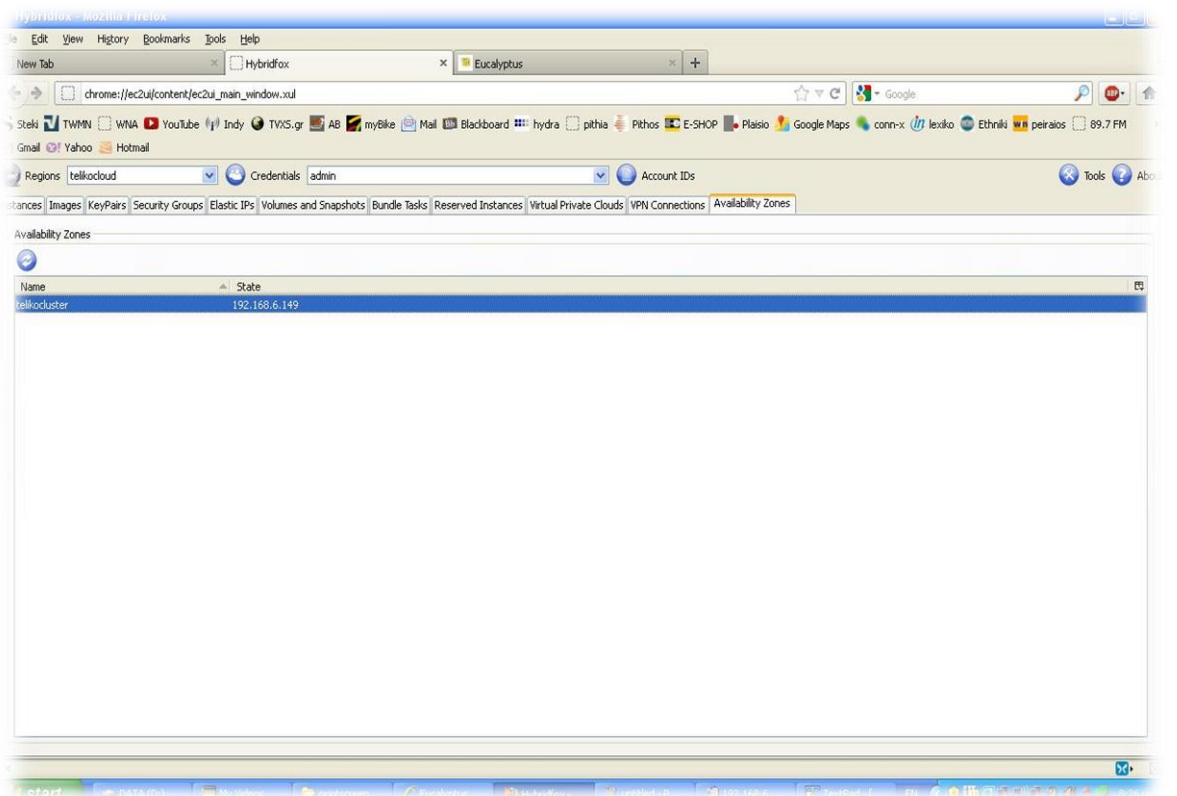 Hybridfox - Mozilla Firefox
Edit View History Bookmarks Tools Help
New Tab Hybridfox Eucalyptus
chrome://ec2ui/content/ec2ui_main_window.xul Google
Steki TWMN WNA YouTube Indy TVXS.gr AB myBike Mail Blackboard hydra pithia Pithos E-SHOP Plaisio Google Maps conn-x lexiko Ethniki peiraios 89.7 FM
Gmail Yahoo Hotmail
Regions telikocloud Credentials admin Account IDs Tools
Images KeyPairs Security Groups Elastic IPs Volumes and Snapshots Bundle Tasks Reserved Instances Virtual Private Clouds VPN Connections Availability Zones
Availability Zones
Name State
telikocluster 192.168.6.149
start